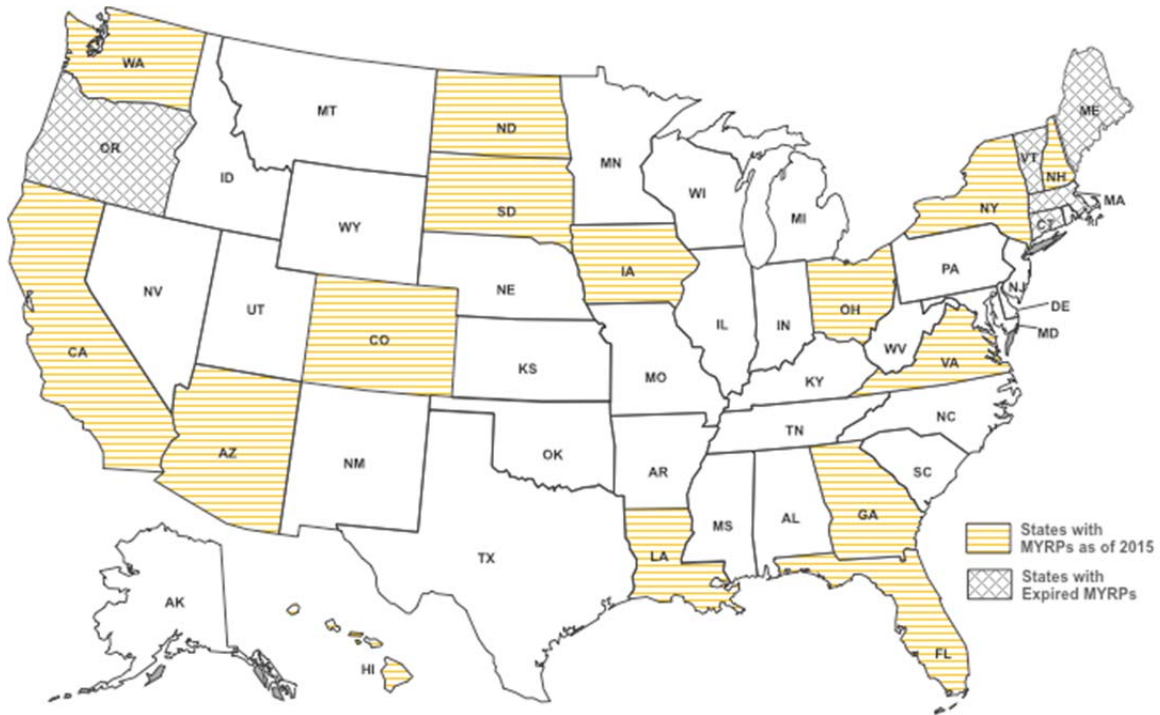 WA
MT
ND
MN
ME
OR
ID
SD
WI
MI
VT
NH
NY
MA
CT
RI
WY
IA
PA
NJ
NV
UT
NE
IL
IN
OH
DE
MD
CA
CO
KS
MO
WV
VA
KY
AZ
NM
OK
AR
TN
NC
SC
MS
AL
GA
LA
TX
States with
MYRPs as of 2015
States with
Expired MYRPs
AK
HI
FL